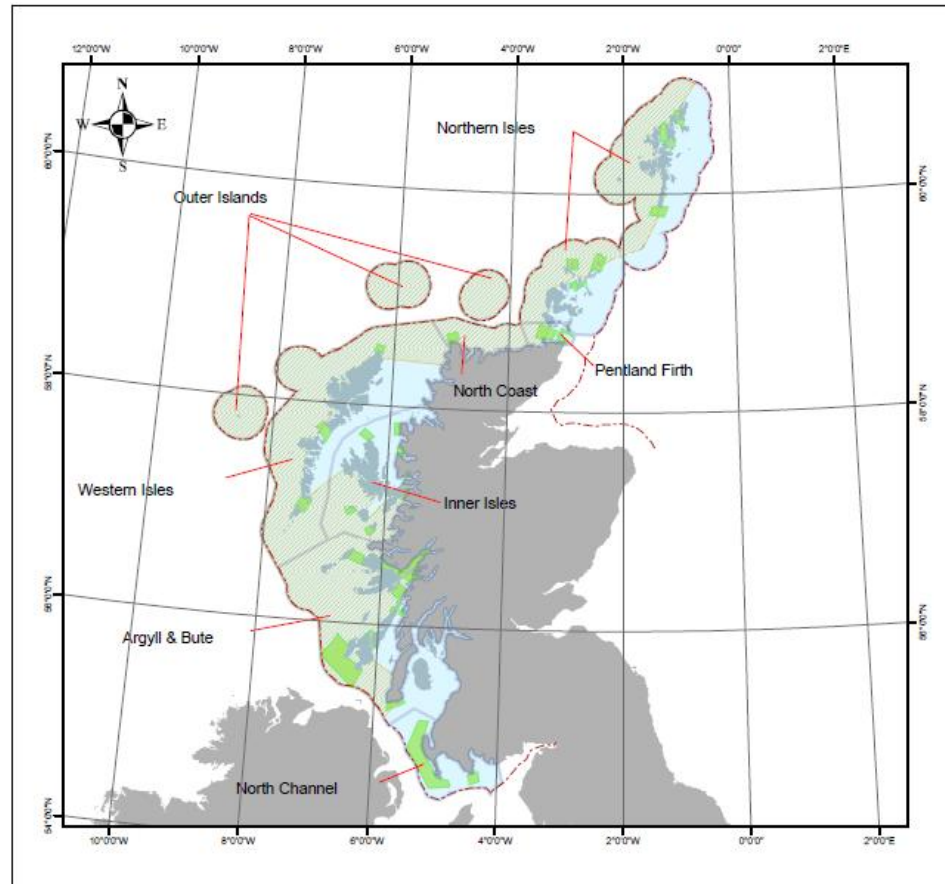 12°0'0"W 10°0'0"W 8°0'0"W 6°0'0"W 4°0'0"W 2°0'0"W 0°0'0" 2°0'0"E
N
W E
S
Northern Isles
60°0'0"N
60°0'0"N
Outer Islands
Pentland Firth
58°0'0"N
North Coast
58°0'0"N
Western Isles
Inner Isles
56°0'0"N
Argyll & Bute
56°0'0"N
North Channel
54°0'0"N
10°0'0"W 8°0'0"W 6°0'0"W 4°0'0"W 2°0'0"W 0°0'0" 2°0'0"E